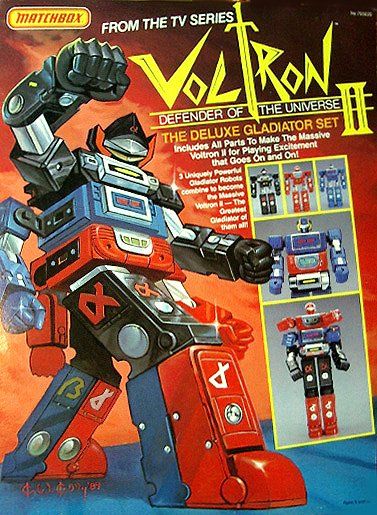 MATCHBOX
FROM THE TV SERIES
VOLTRON
DEFENDER OF THE UNIVERSE
II
THE DELUXE GLADIATOR SET
Includes All Parts To Make The Massive
Voltron II for Playing Excitement
that Goes On and On!
3 Uniquely Powerful
Gladiator Robots
combine to become
the Massive
Voltron II — The
Greatest
Gladiator of
them all!
α
β
α
α